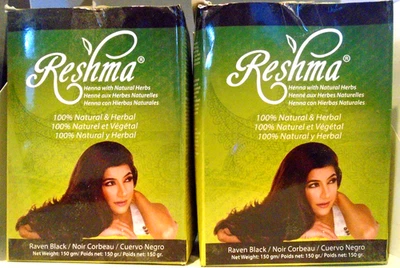 Reshma®
Henna with Natural Herbs
Henné aux Herbes Naturelles
Henna con Hierbas Naturales
100% Natural & Herbal
100% Naturel et Végétal
100% Natural y Herbal
Raven Black / Noir Corbeau / Cuervo Negro
Net Weight: 150 gm/ Poids net: 150 gr./ 150 gr.
Reshma®
Henna with Natural Herbs
Henné aux Herbes Naturelles
Henna con Hierbas Naturales
100% Natural & Herbal
100% Naturel et Végétal
100% Natural y Herbal
Raven Black / Noir Corbeau / Cuervo Negro
Net Weight: 150 gm/ Poids net: 150 gr./ 150 gr.